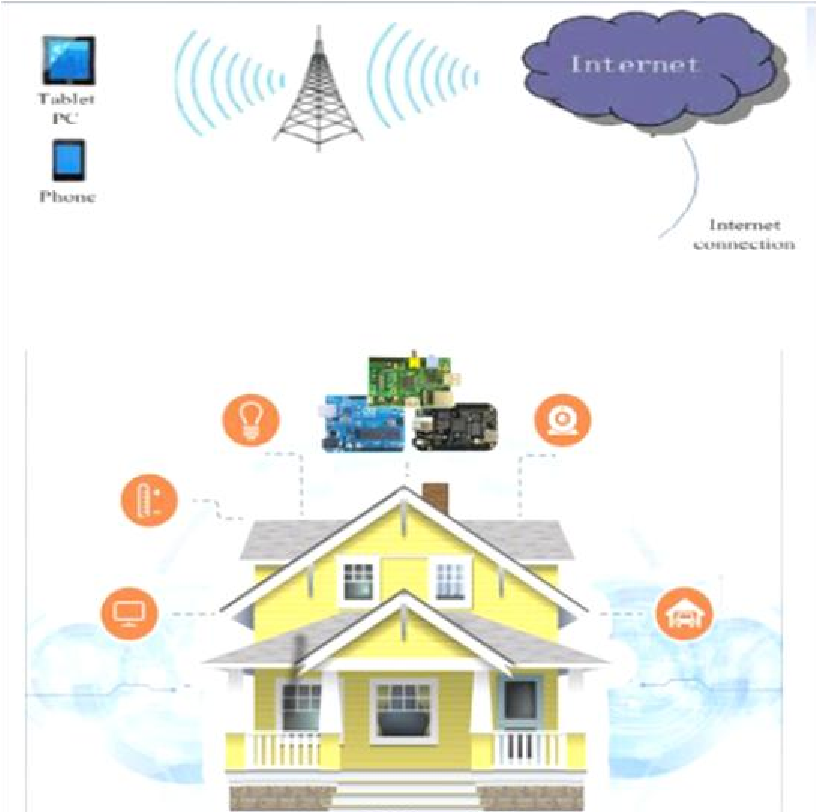 Internet
Tablet
PC
Phone
Internet
connection